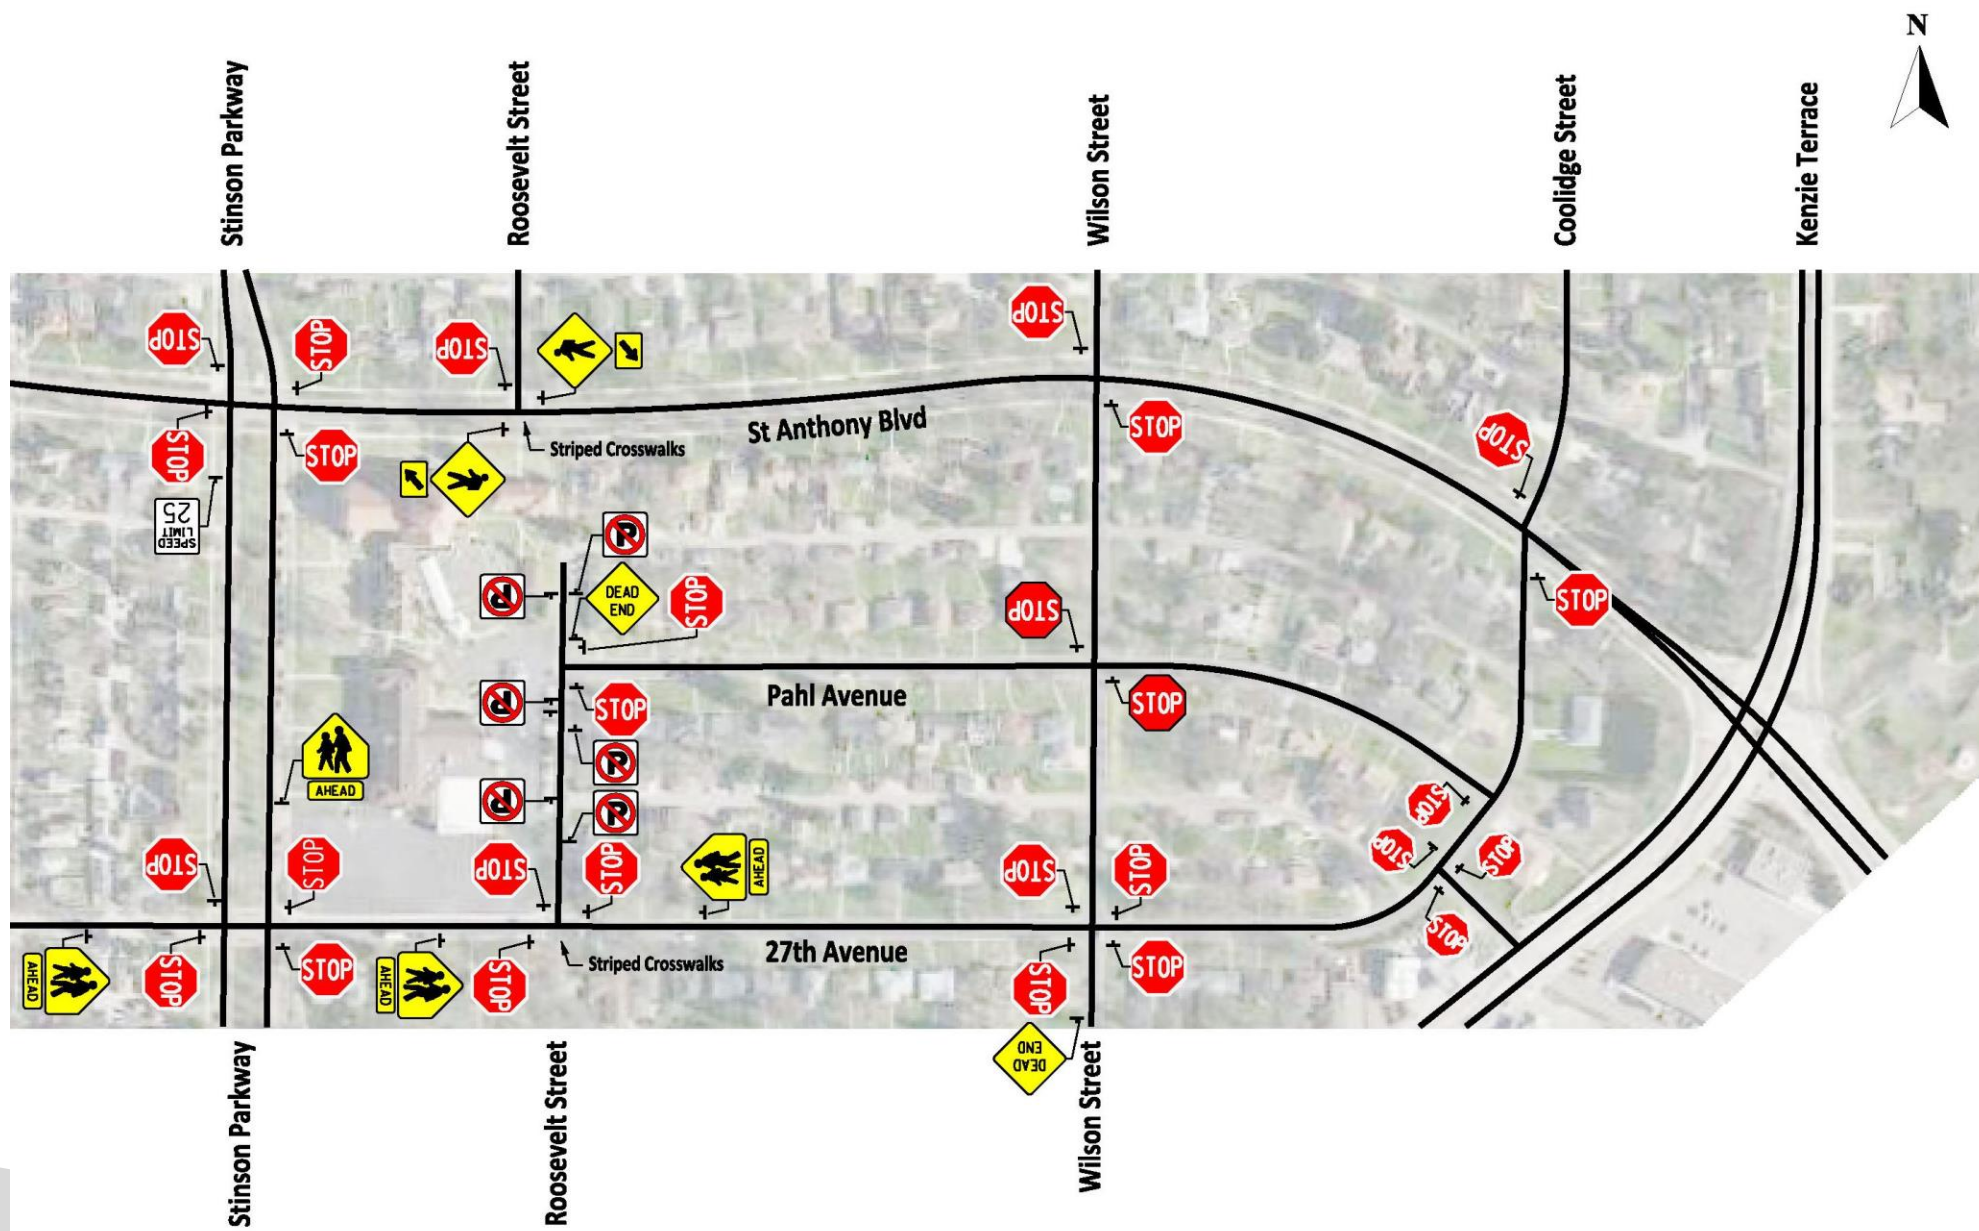 N
Stinson Parkway
Roosevelt Street
Wilson Street
Coolidge Street
Kenzie Terrace
STOP
STOP
STOP
STOP
STOP
STOP
STOP
STOP
STOP
St Anthony Blvd
Striped Crosswalks
SPEED
LIMIT
25
P
P
DEAD
END
STOP
STOP
STOP
Pahl Avenue
P
STOP
STOP
P
AHEAD
P
P
STOP
STOP
STOP
STOP
STOP
STOP
AHEAD
STOP
STOP
STOP
STOP
STOP
27th Avenue
Striped Crosswalks
AHEAD
STOP
STOP
AHEAD
STOP
STOP
STOP
DEAD
END
Stinson Parkway
Roosevelt Street
Wilson Street